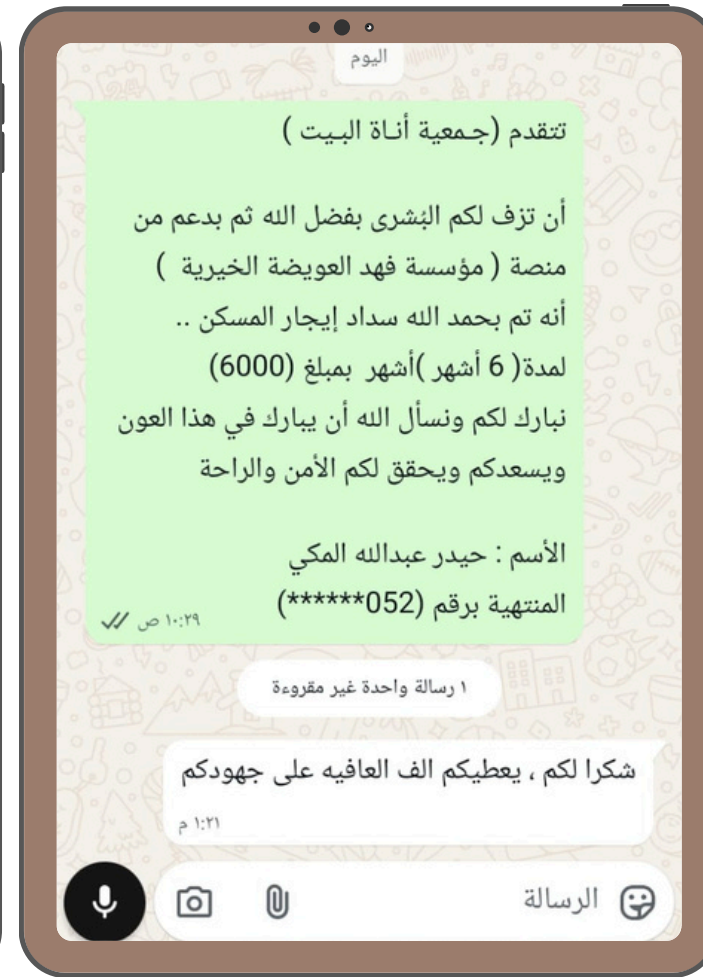 اليوم
تتقدم (جـمعية أنـاة البـيت )
أن تزف لكم البُشرى بفضل الله ثم بدعم من
منصة ( مؤسسة فهد العويضة الخيرية )
أنه تم بحمد الله سداد إيجار المسكن ..
لمدة( 6 أشهر )أشهر بمبلغ (6000)
نبارك لكم ونسأل الله أن يبارك في هذا العون
ويسعدكم ويحقق لكم الأمن والراحة
الأسم : حيدر عبدالله المكي
المنتهية برقم (052******)
١٠:٢٩ ص
١ رسالة واحدة غير مقروءة
شكرا لكم ، يعطيكم الف العافيه على جهودكم
١:٢١ م
الرسالة